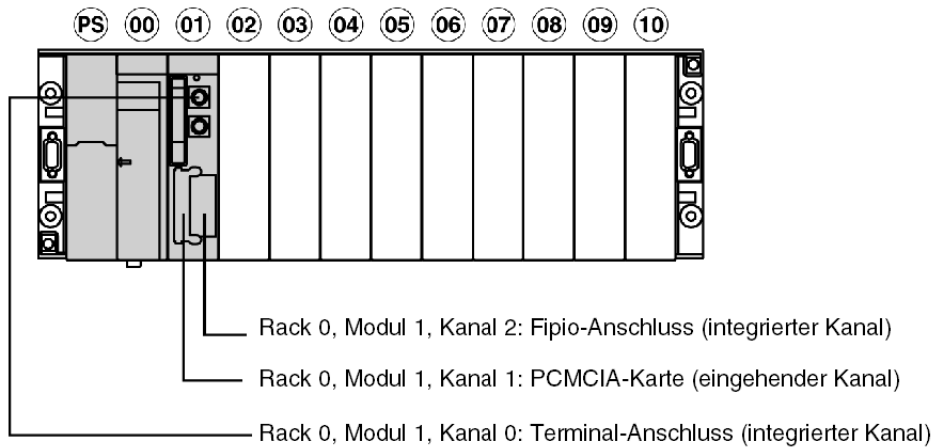 PS 00 01 02 03 04 05 06 07 08 09 10
Rack 0, Modul 1, Kanal 2: Fipio-Anschluss (integrierter Kanal)
Rack 0, Modul 1, Kanal 1: PCMCIA-Karte (eingehender Kanal)
Rack 0, Modul 1, Kanal 0: Terminal-Anschluss (integrierter Kanal)